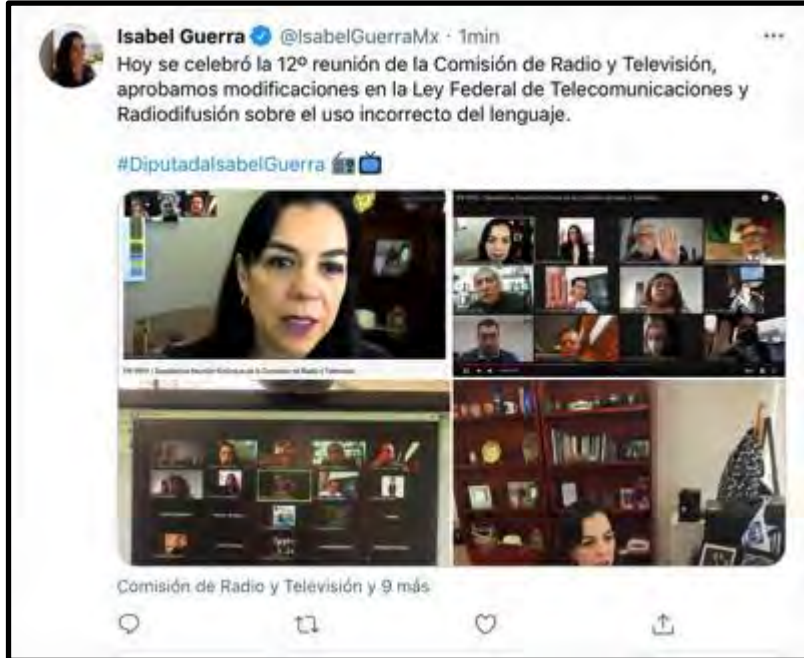 Isabel Guerra @IsabelGuerraMx · 1min
Hoy se celebró la 12º reunión de la Comisión de Radio y Televisión,
aprobamos modificaciones en la Ley Federal de Telecomunicaciones y
Radiodifusión sobre el uso incorrecto del lenguaje.
#DiputadaIsabelGuerra
Comisión de Radio y Televisión y 9 más